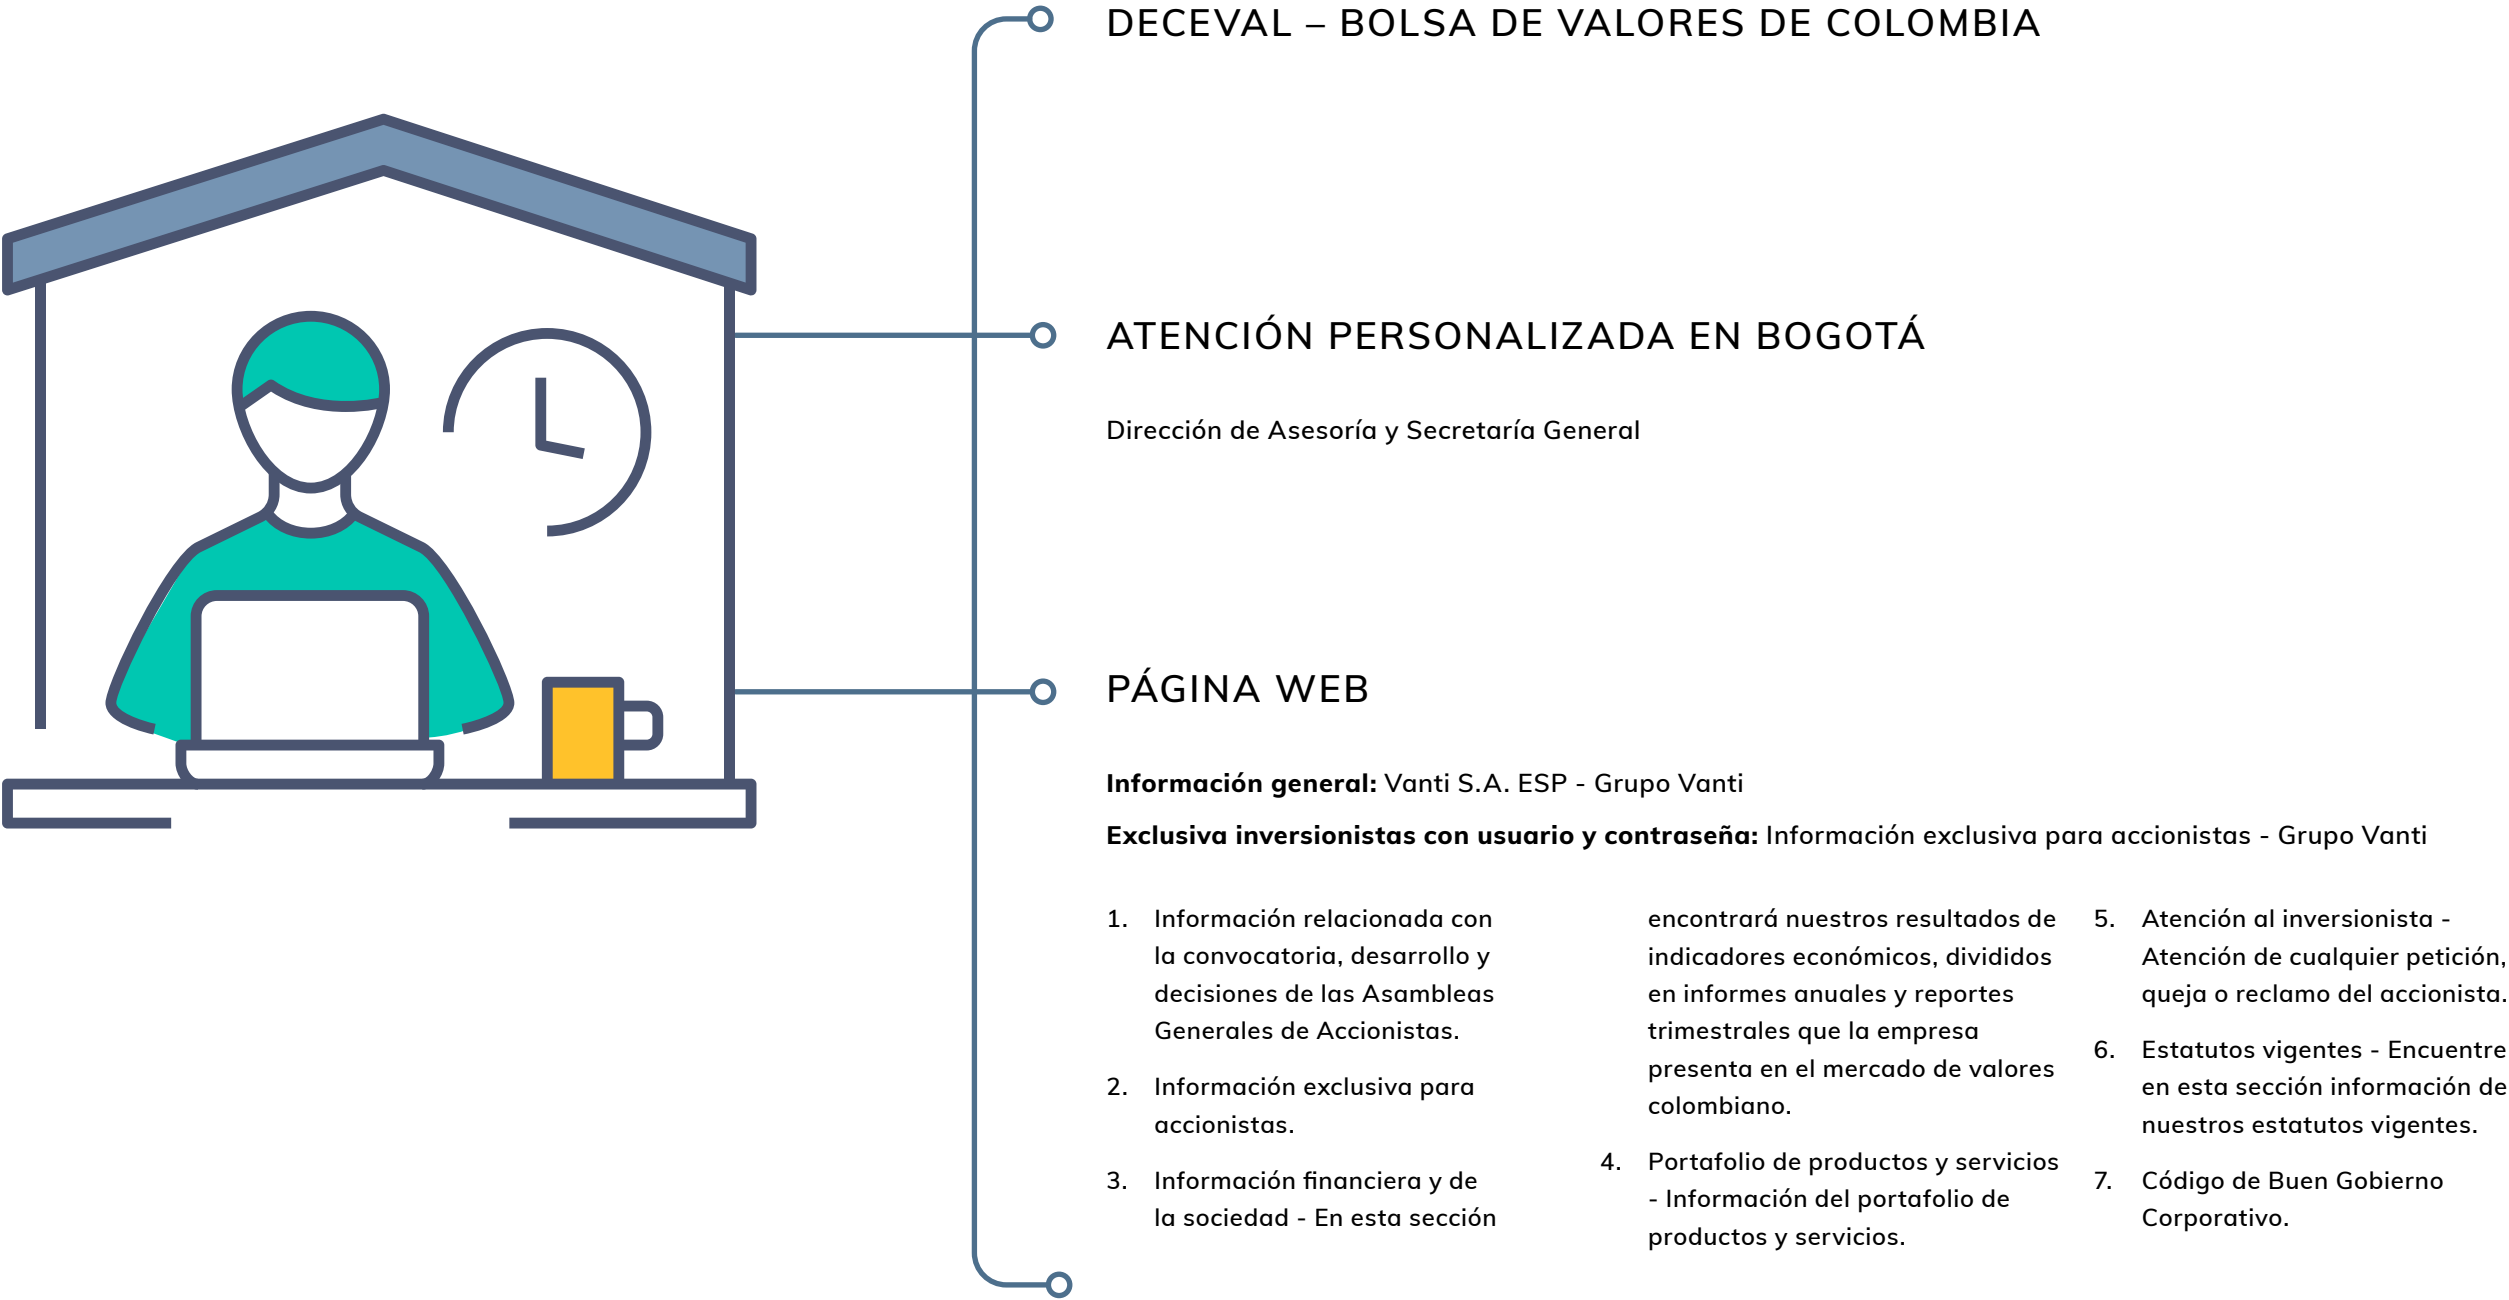 DECEVAL – BOLSA DE VALORES DE COLOMBIA
ATENCIÓN PERSONALIZADA EN BOGOTÁ
Dirección de Asesoría y Secretaría General
PÁGINA WEB
Información general: Vanti S.A. ESP - Grupo Vanti
Exclusiva inversionistas con usuario y contraseña: Información exclusiva para accionistas - Grupo Vanti
1. Información relacionada con
la convocatoria, desarrollo y
decisiones de las Asambleas
Generales de Accionistas.
2. Información exclusiva para
accionistas.
3. Información financiera y de
la sociedad - En esta sección
encontrará nuestros resultados de
indicadores económicos, divididos
en informes anuales y reportes
trimestrales que la empresa
presenta en el mercado de valores
colombiano.
4. Portafolio de productos y servicios
- Información del portafolio de
productos y servicios.
5. Atención al inversionista -
Atención de cualquier petición,
queja o reclamo del accionista.
6. Estatutos vigentes - Encuentre
en esta sección información de
nuestros estatutos vigentes.
7. Código de Buen Gobierno
Corporativo.